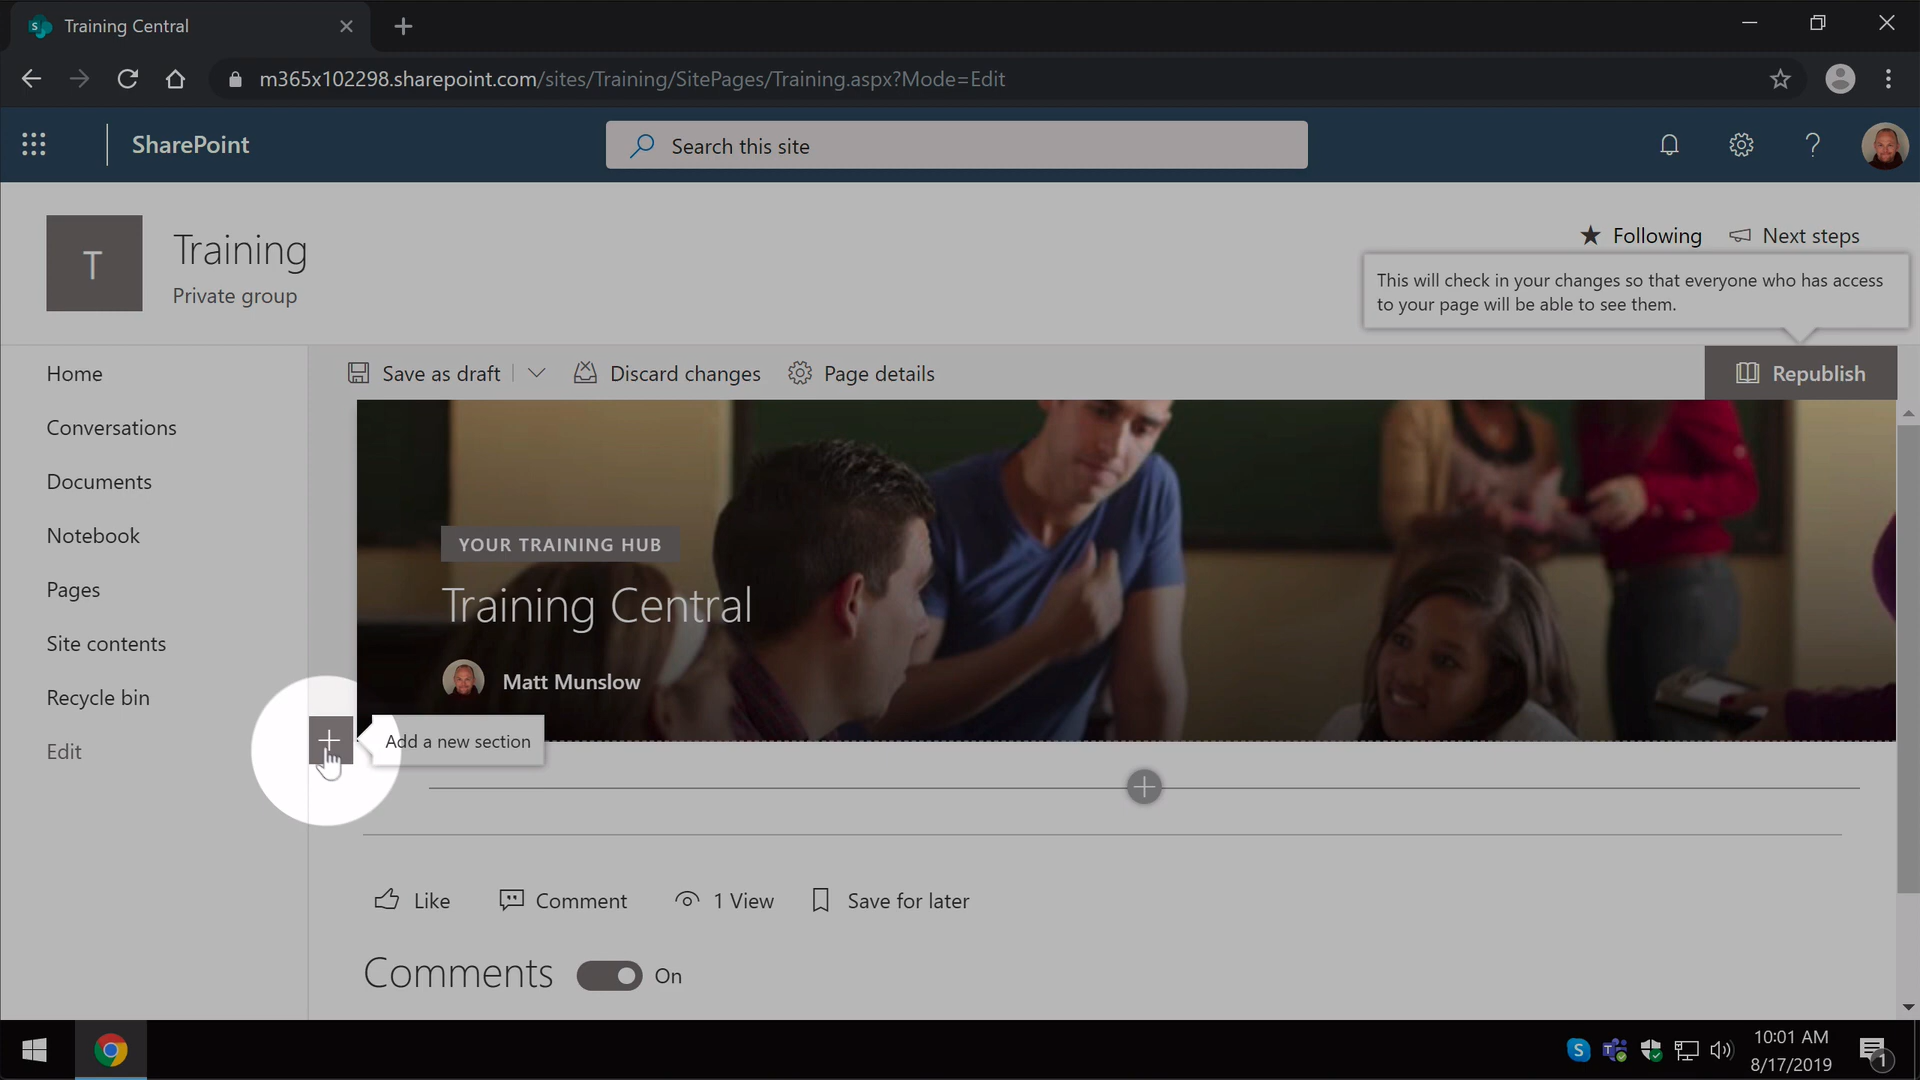 Training Central
m365x102298.sharepoint.com/sites/Training/SitePages/Training.aspx?Mode=Edit
SharePoint
Search this site
T
Training
Private group
Following
Next steps
This will check in your changes so that everyone who has access
to your page will be able to see them.
Home
Conversations
Documents
Notebook
Pages
Site contents
Recycle bin
Edit
Save as draft
Discard changes
Page details
Republish
YOUR TRAINING HUB
Training Central
Matt Munslow
Add a new section
Like
Comment
1 View
Save for later
Comments
On
10:01 AM
8/17/2019
1